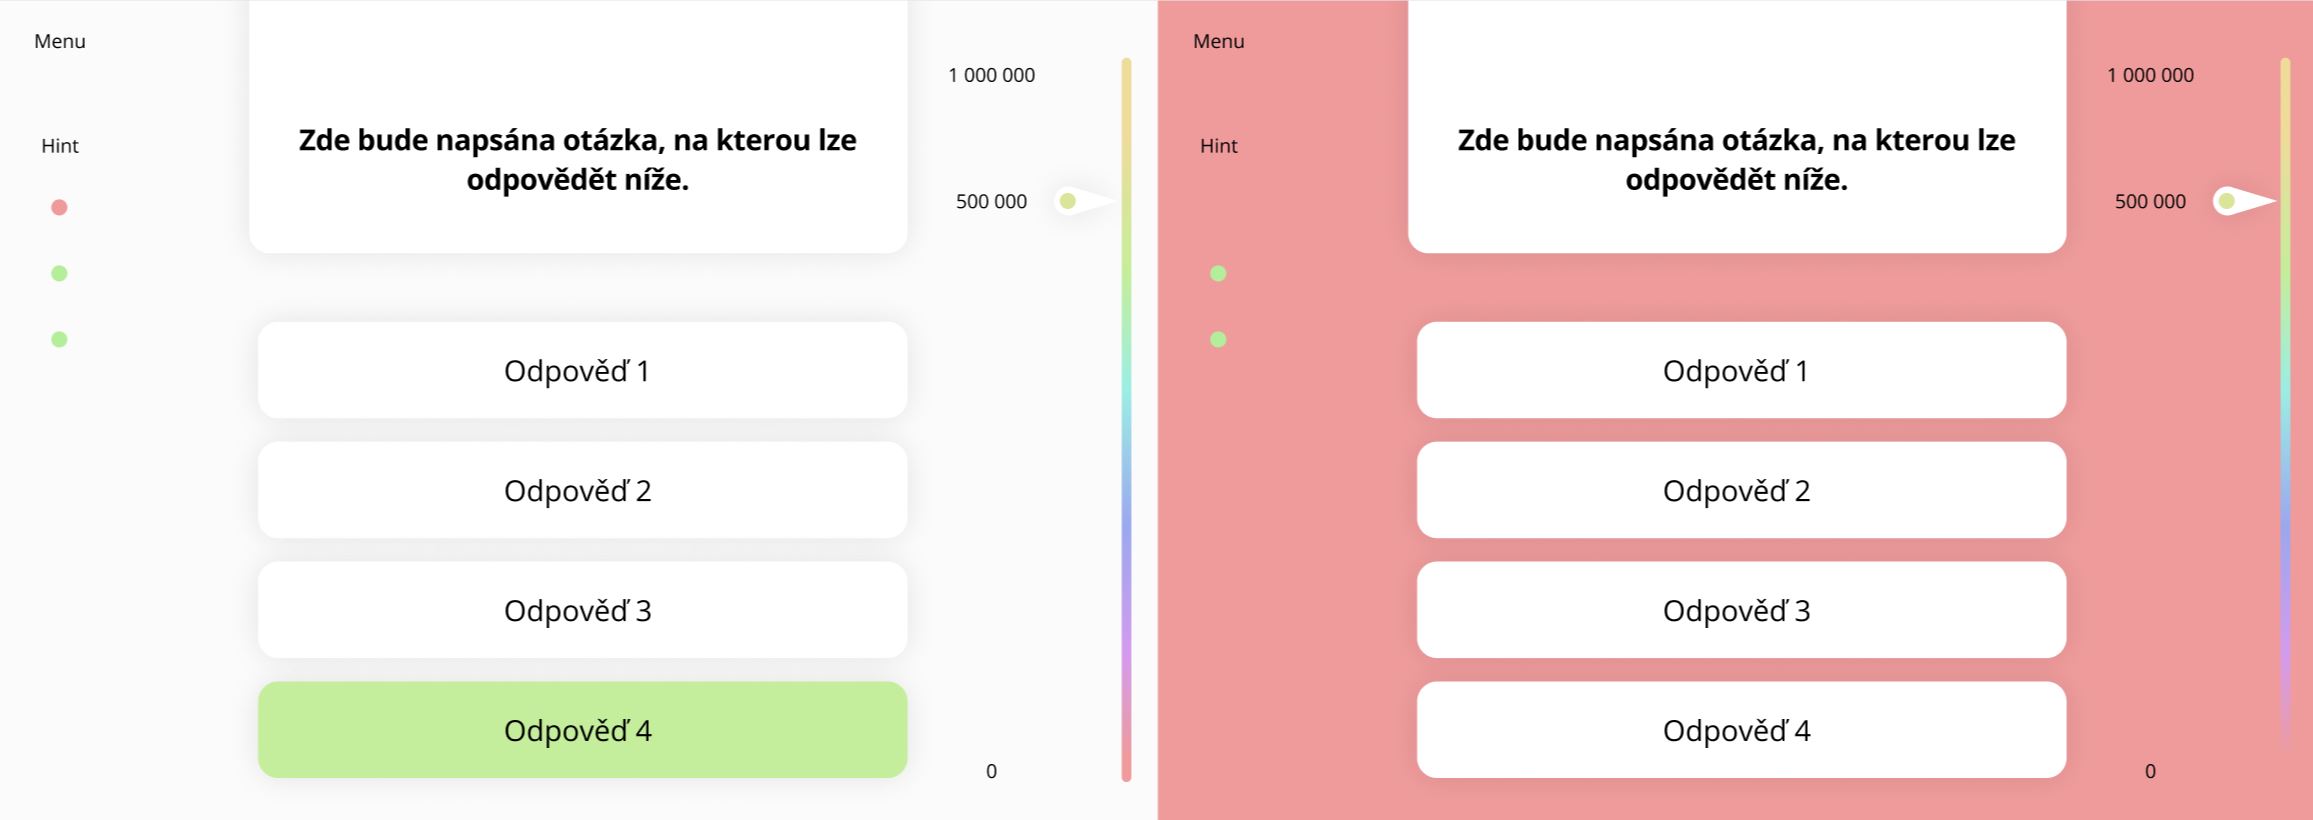 Menu
Hint
Zde bude napsána otázka, na kterou lze
odpovědět níže.
Odpověď 1
Odpověď 2
Odpověď 3
Odpověď 4
1 000 000
500 000
0
Menu
Hint
Zde bude napsána otázka, na kterou lze
odpovědět níže.
Odpověď 1
Odpověď 2
Odpověď 3
Odpověď 4
1 000 000
500 000
0